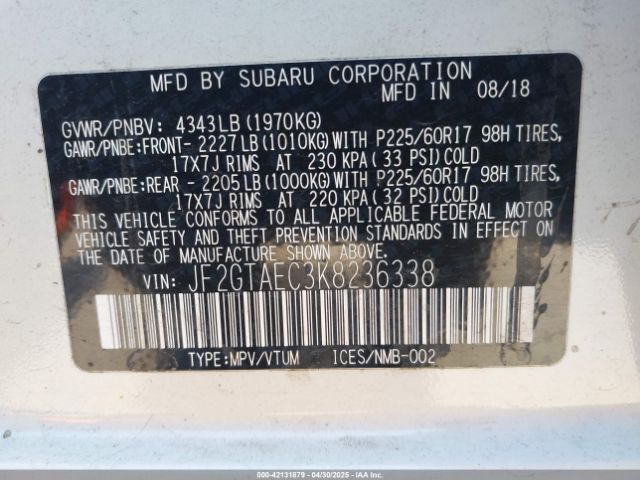 MFD BY SUBARU CORPORATION
MFD IN 08/18
GVWR/PNBV: 4343LB(1970KG)
GAWR/PNBE:FRONT- 2227LB(1010KG)WITH P225/60R17 98H TIRES,
17X7J RIMS AT 230 KPA( 33 PSI)COLD
GAWR/PNBE:REAR - 2205LB(1000KG)WITH P225/60R17 98H TIRES,
17X7J RIMS AT 220 KPA( 32 PSI)COLD
THIS VEHICLE CONFORMS TO ALL APPLICABLE FEDERAL MOTOR
VEHICLE SAFETY AND THEFT PREVENTION STANDARDS IN EFFECT ON
THE DATE OF MANUFACTURE SHOWN ABOVE.
VIN: JF2GTAEC3K8236338
TYPE:MPV/VTUM ICES/NMB-002
000-42131879 - 04/30/2025 - IAA Inc.